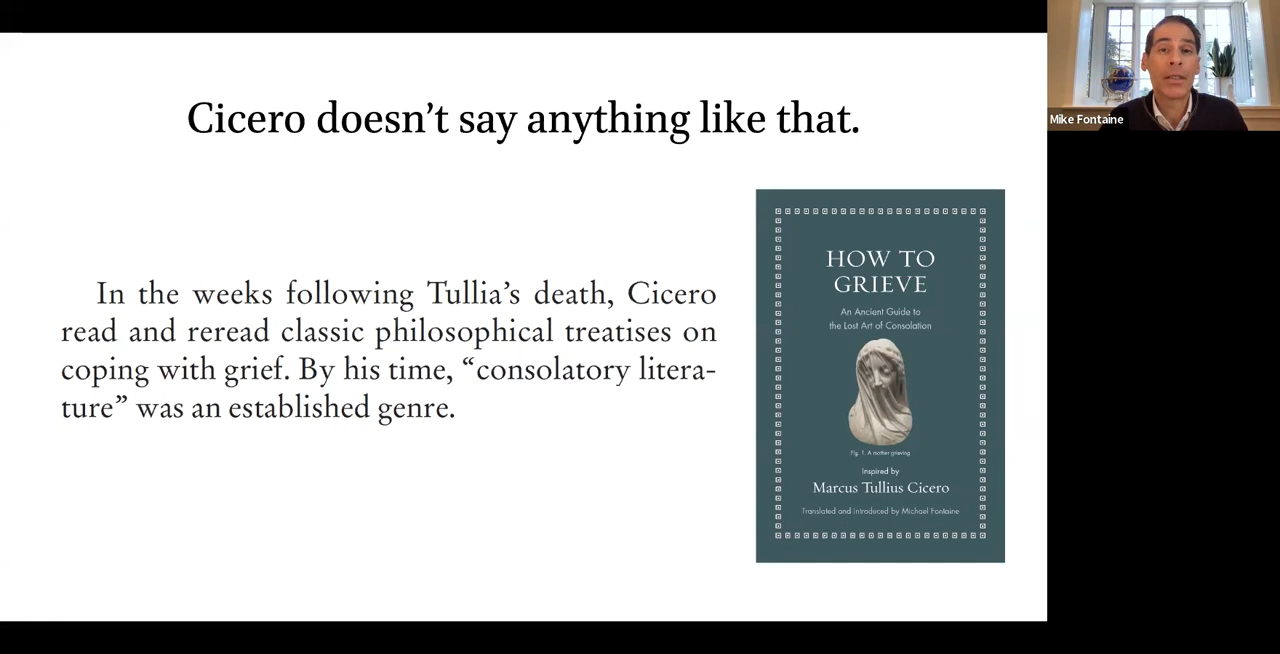 Cicero doesn't say anything like that.
In the weeks following Tullia's death, Cicero
read and reread classic philosophical treatises on
coping with grief. By his time, “consolatory litera-
ture” was an established genre.
HOW TO
GRIEVE
An Ancient Guide to
the Lost Art of Consolation
Fig. 1. A mother grieving
Inspired by
Marcus Tullius Cicero
Translated and introduced by Michael Fontaine
Mike Fontaine